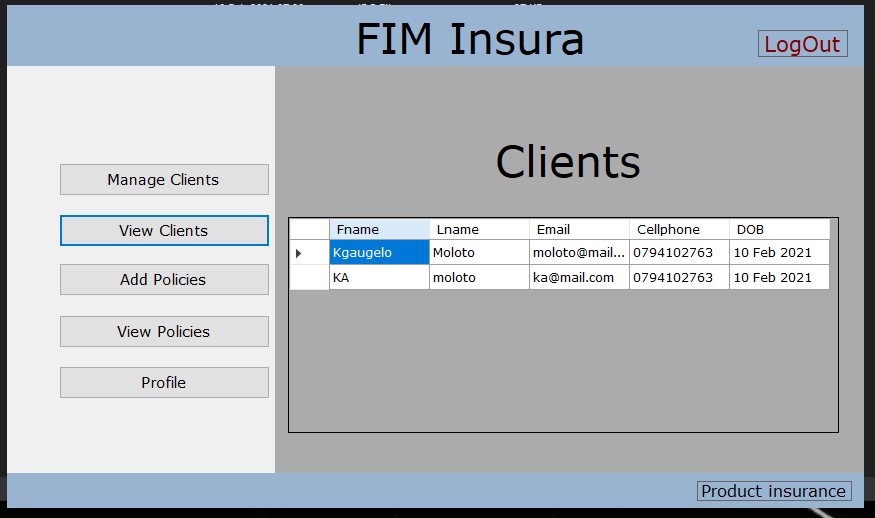 FIM Insura
LogOut
Clients
Manage Clients
View Clients
Add Policies
View Policies
Profile
Fname Lname Email Cellphone DOB
Kgaugelo Moloto moloto@mail... 0794102763 10 Feb 2021
KA moloto ka@mail.com 0794102763 10 Feb 2021
Product insurance